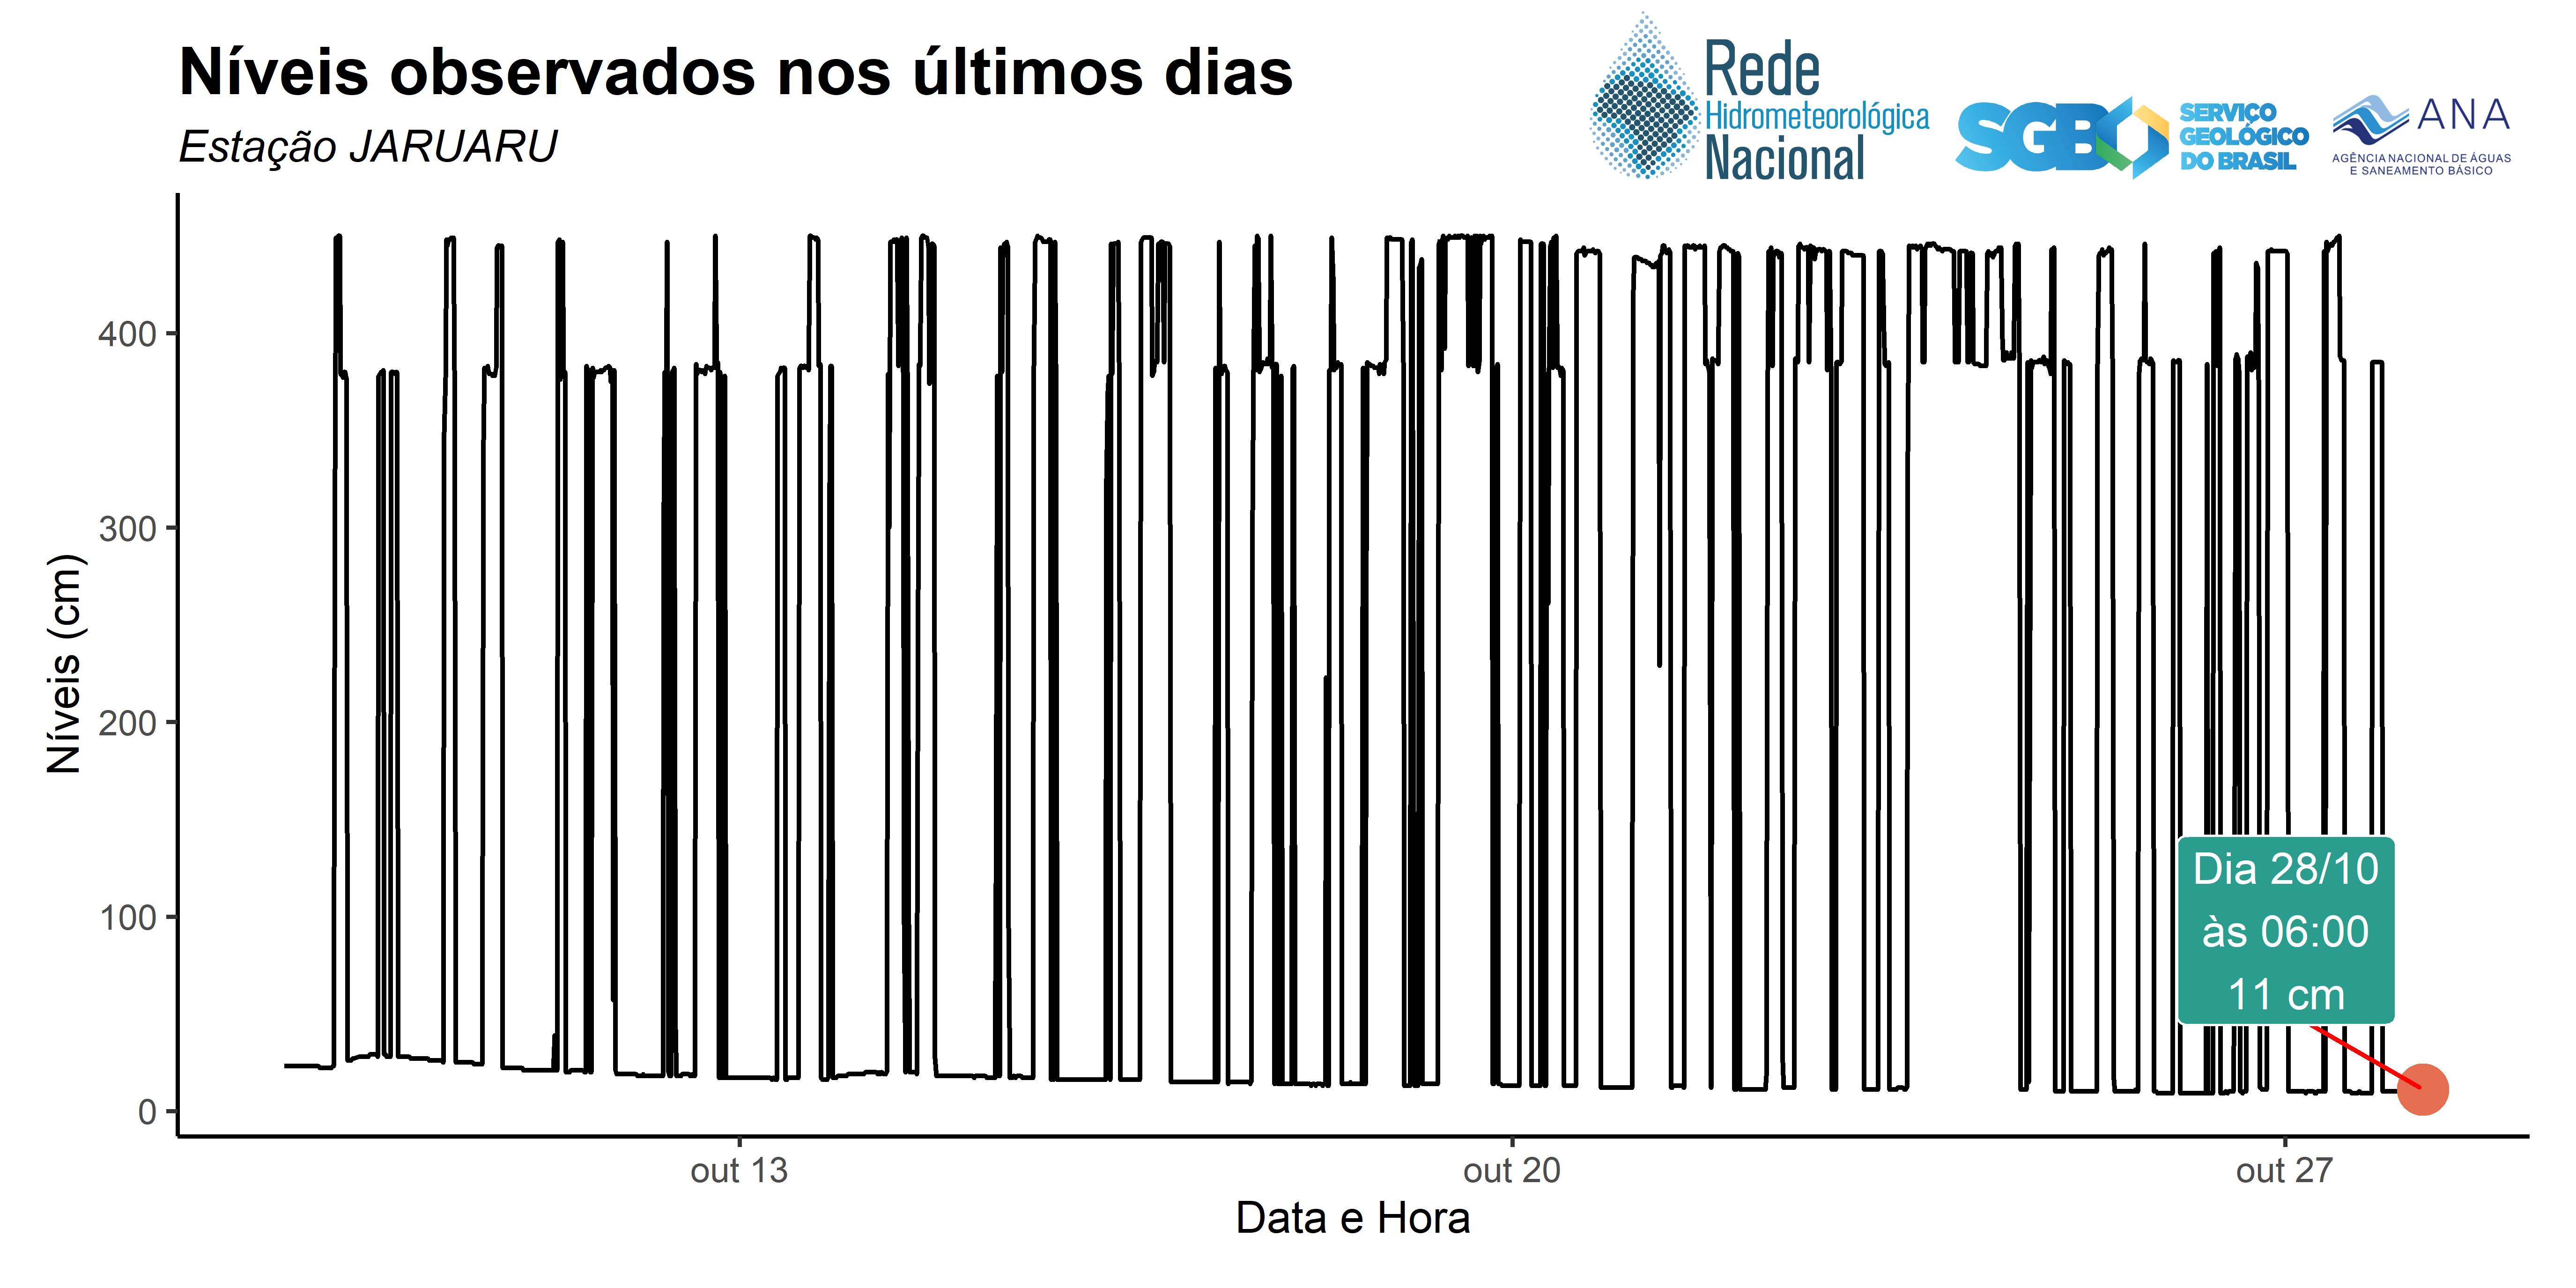 Níveis observados nos últimos dias
Estação JARUARU
Rede
Hidrometeorológica
Nacional
SGB
SERVIÇO
GEOLÓGICO
DO BRASIL
ANA
AGÊNCIA NACIONAL DE ÁGUAS
E SANEAMENTO BÁSICO
Níveis (cm)
400
300
200
100
0
Dia 28/10
às 06:00
11 cm
out 13
out 20
out 27
Data e Hora